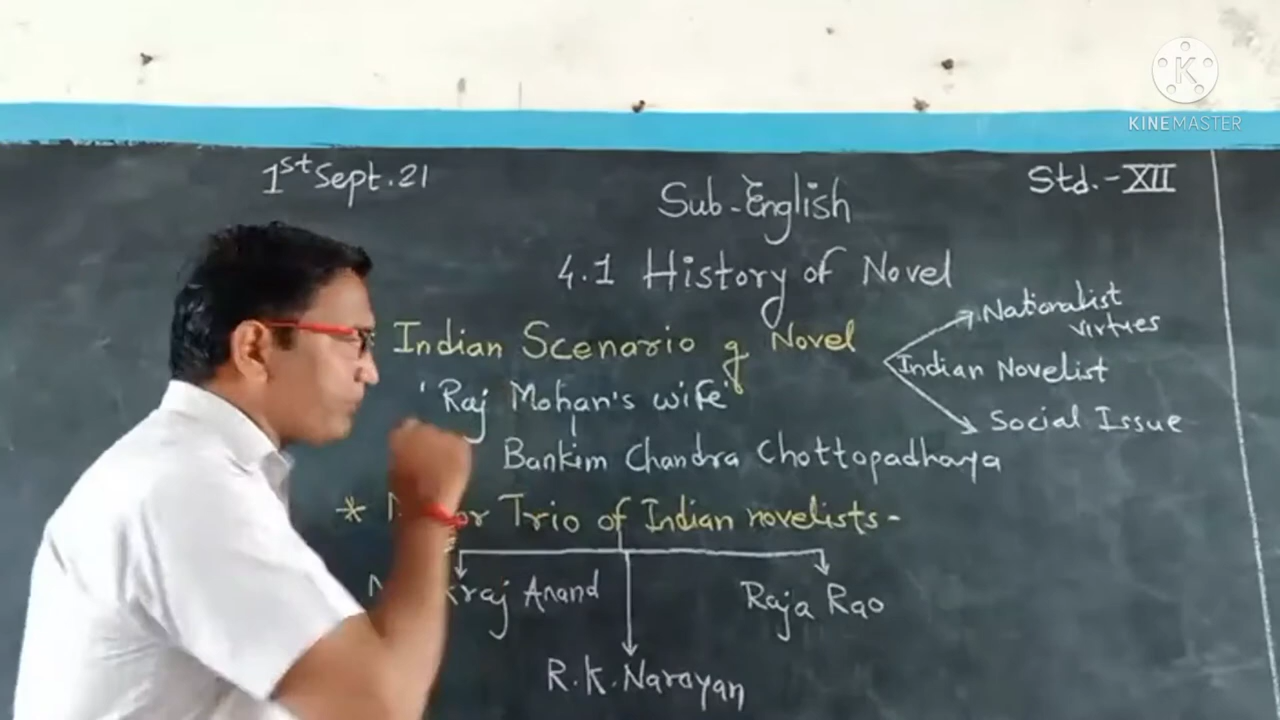 KINEMASTER
1st Sept. 21
Sub-English
Std.-XII
4.1 History of Novel
Indian Scenario of Novel
Nationalist
virtues
Indian Novelist
Social Issue
'Raj Mohan's wife'
Bankim Chandra Chottopadhaya
* Trio of Indian novelists-
Anand
Raja Rao
R.K.Narayan